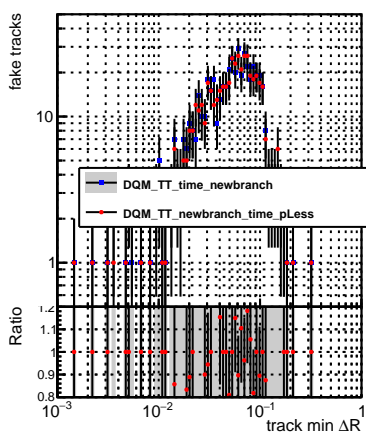 fake tracks
10
1
DQM_TT_time_newbranch
DQM_TT_newbranch_time_pLess
Ratio
1.2
1.1
1
0.9
0.8
10⁻³ 10⁻² 10⁻¹ 1
track min ΔR